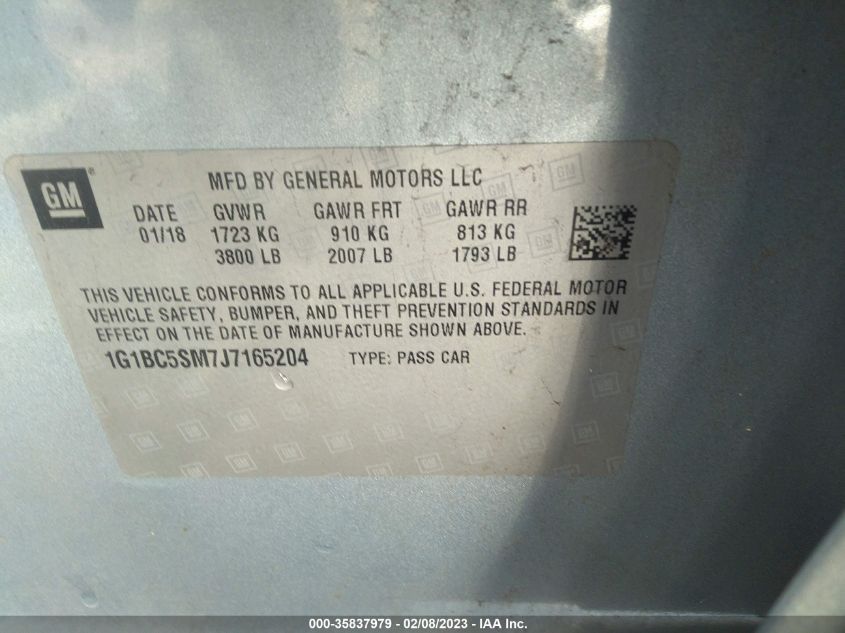 GM ®
MFD BY GENERAL MOTORS LLC
DATE GVWR GAWR FRT GAWR RR
01/18 1723 KG 910 KG 813 KG
3800 LB 2007 LB 1793 LB
THIS VEHICLE CONFORMS TO ALL APPLICABLE U.S. FEDERAL MOTOR
VEHICLE SAFETY, BUMPER, AND THEFT PREVENTION STANDARDS IN
EFFECT ON THE DATE OF MANUFACTURE SHOWN ABOVE.
1G1BC5SM7J7165204 TYPE: PASS CAR
000-35837979 — 02/08/2023 — IAA Inc.